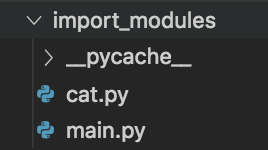 import_modules
__pycache__
cat.py
main.py